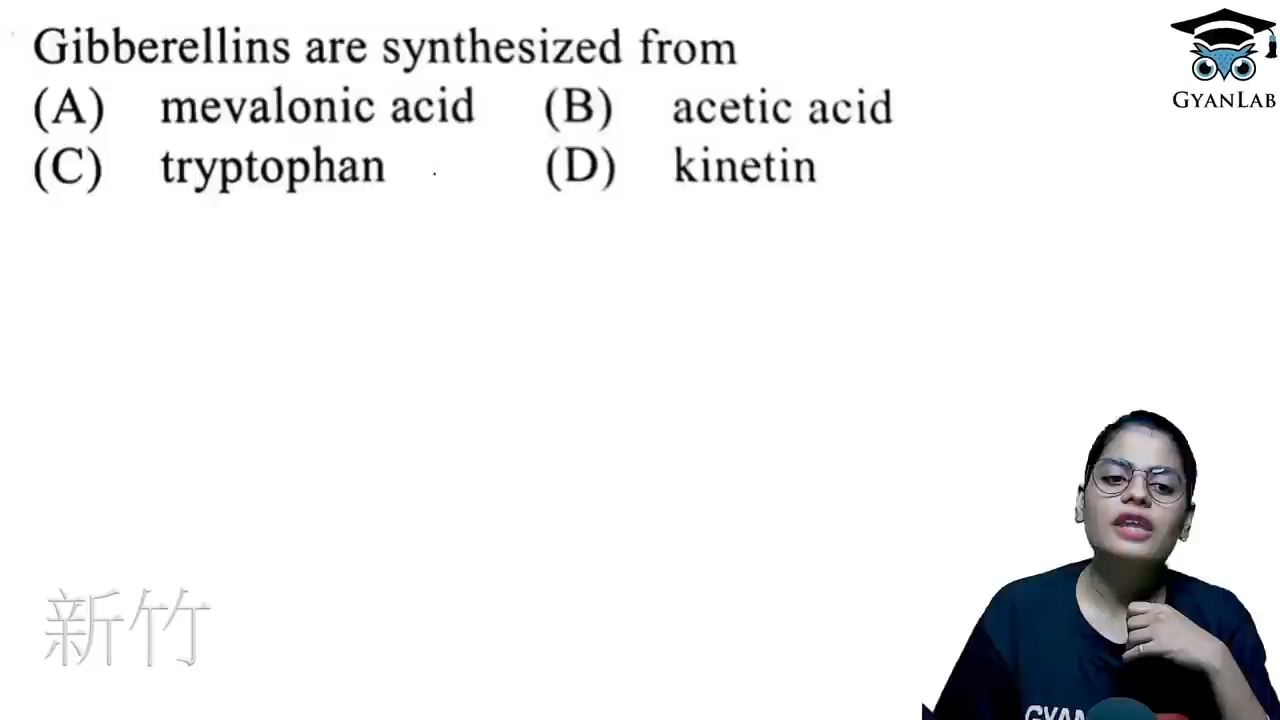 Gibberellins are synthesized from
(A) mevalonic acid (B) acetic acid
(C) tryptophan (D) kinetin
GYANLAB
新竹